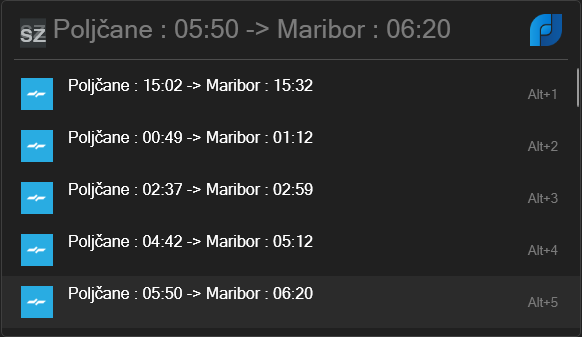 sz Poljčane : 05:50 -> Maribor : 06:20
Poljčane : 15:02 -> Maribor : 15:32
Alt+1
Poljčane : 00:49 -> Maribor : 01:12
Alt+2
Poljčane : 02:37 -> Maribor : 02:59
Alt+3
Poljčane : 04:42 -> Maribor : 05:12
Alt+4
Poljčane : 05:50 -> Maribor : 06:20
Alt+5